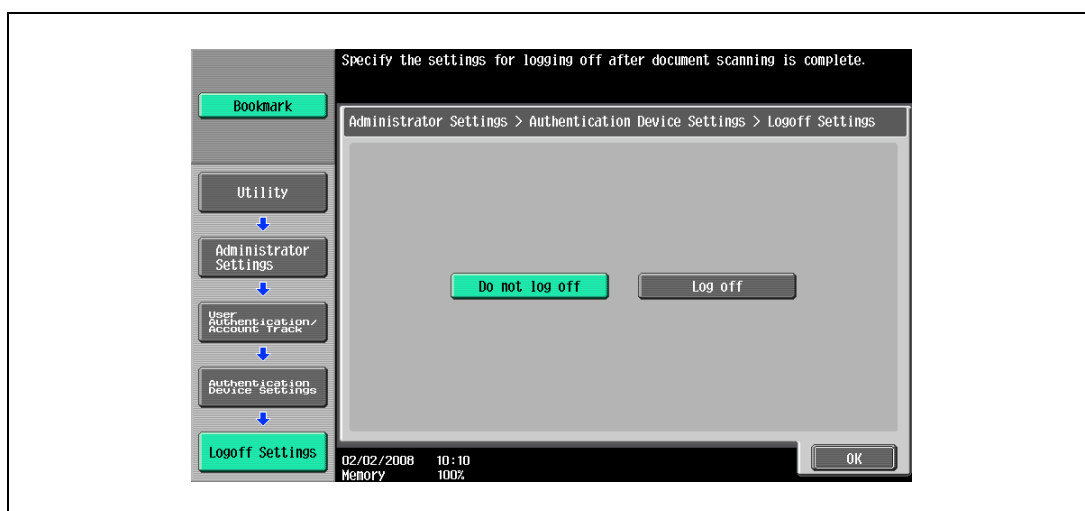 Specify the settings for logging off after document scanning is complete.
Bookmark
Administrator Settings > Authentication Device Settings > Logoff Settings
Utility
Administrator
Settings
User
Authentication/
Account Track
Authentication
Device Settings
Logoff Settings
Do not log off
Log off
02/02/2008 10:10
Memory 100%
OK